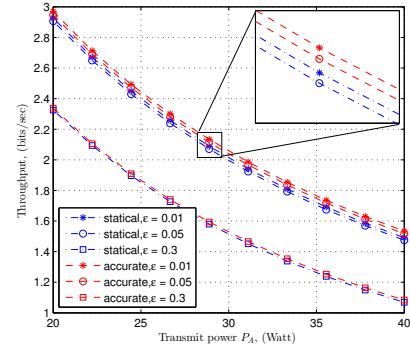 3
2.8
2.6
2.4
2.2
2
1.8
1.6
1.4
1.2
1
Throughput, (bits/sec)
statical,ε = 0.01
statical,ε = 0.05
statical,ε = 0.3
accurate,ε = 0.01
accurate,ε = 0.05
accurate,ε = 0.3
20 25 30 35 40
Transmit power P_A, (Watt)